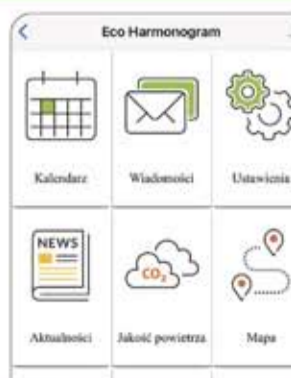 Eco Harmonogram
Kalendarz
Wiadomości
Ustawienia
NEWS
CO₂
Aktualności
Jakość powietrza
Mapa